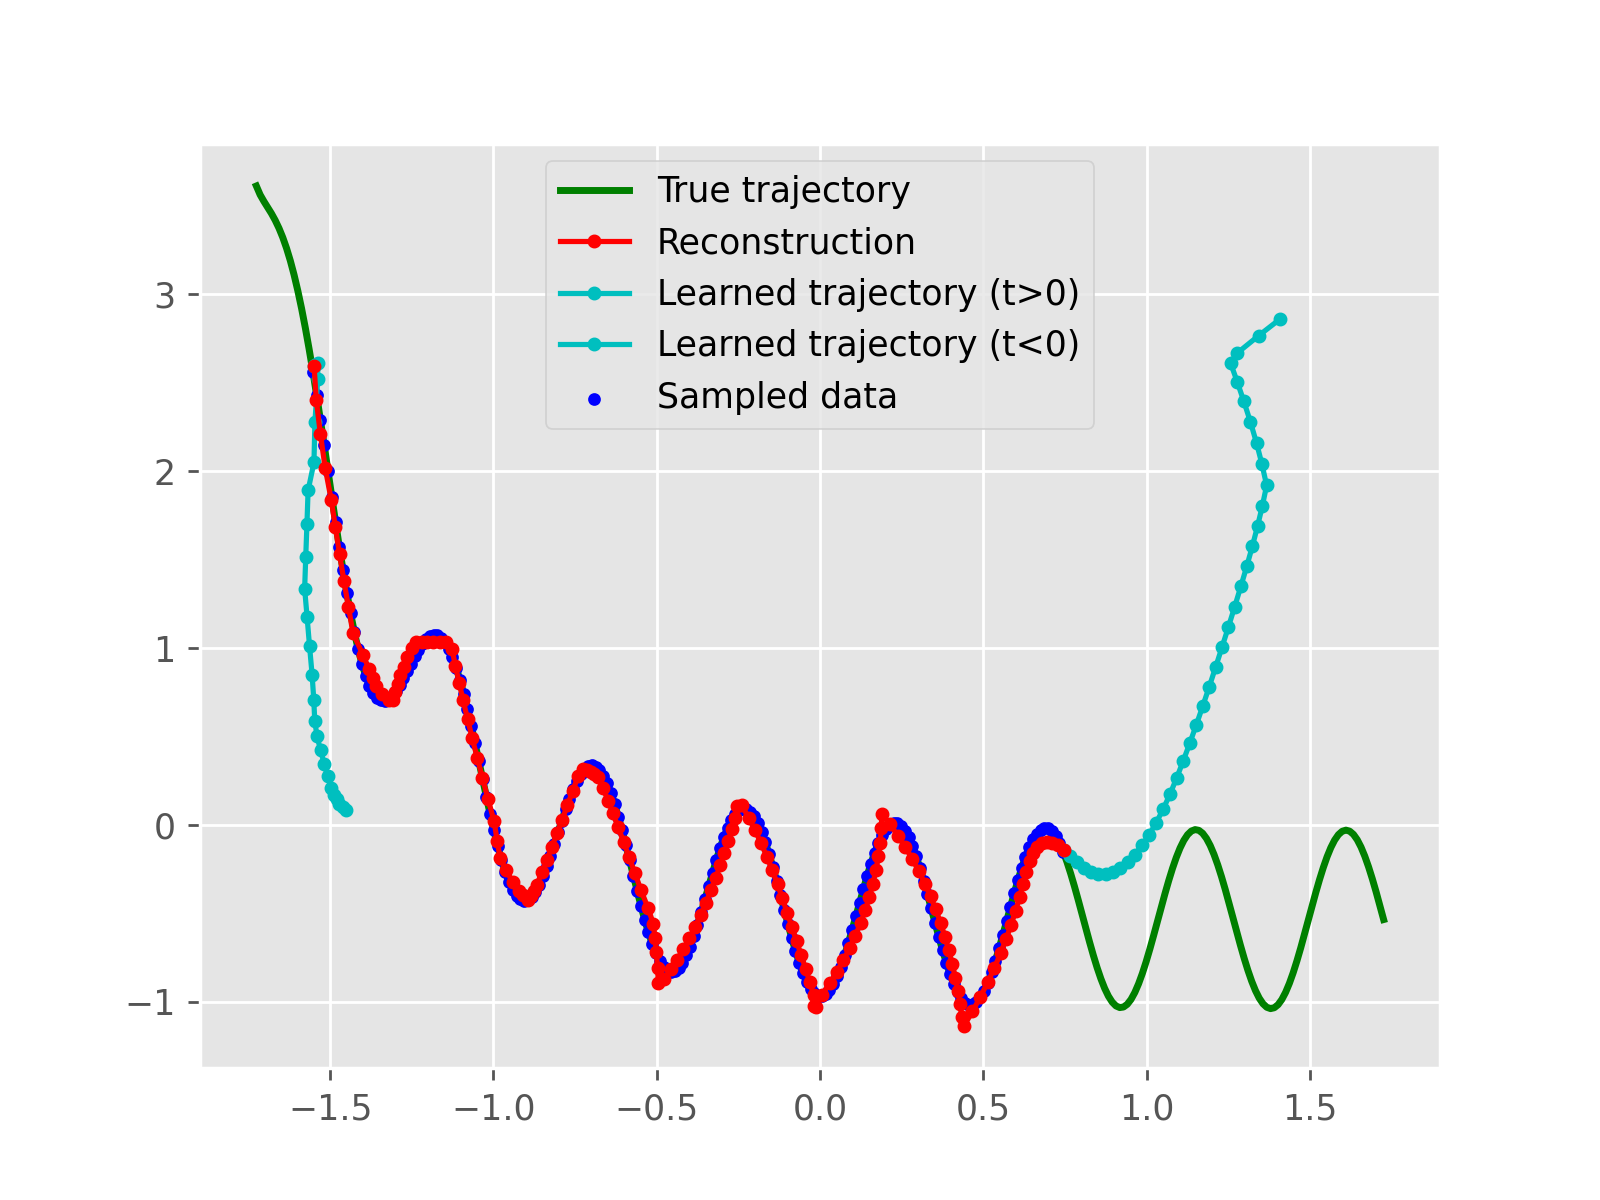 True trajectory
Reconstruction
Learned trajectory (t>0)
Learned trajectory (t<0)
Sampled data
3
2
1
0
−1
−1.5 −1.0 −0.5 0.0 0.5 1.0 1.5